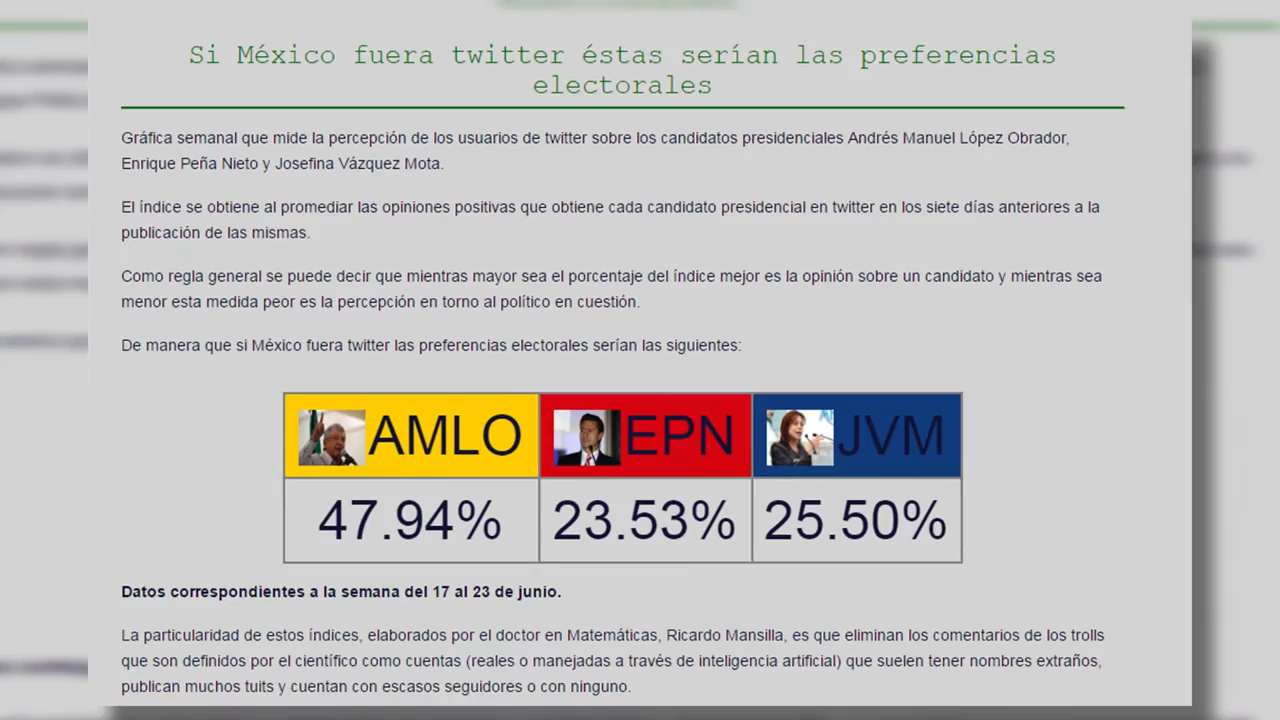 Si México fuera twitter éstas serían las preferencias
electorales
Gráfica semanal que mide la percepción de los usuarios de twitter sobre los candidatos presidenciales Andrés Manuel López Obrador,
Enrique Peña Nieto y Josefina Vázquez Mota.
El índice se obtiene al promediar las opiniones positivas que obtiene cada candidato presidencial en twitter en los siete días anteriores a la
publicación de las mismas.
Como regla general se puede decir que mientras mayor sea el porcentaje del índice mejor es la opinión sobre un candidato y mientras sea
menor esta medida peor es la percepción en torno al político en cuestión.
De manera que si México fuera twitter las preferencias electorales serían las siguientes:
AMLO EPN JVM
47.94% 23.53% 25.50%
Datos correspondientes a la semana del 17 al 23 de junio.
La particularidad de estos índices, elaborados por el doctor en Matemáticas, Ricardo Mansilla, es que eliminan los comentarios de los trolls
que son definidos por el científico como cuentas (reales o manejadas a través de inteligencia artificial) que suelen tener nombres extraños,
publican muchos tuits y cuentan con escasos seguidores o con ninguno.